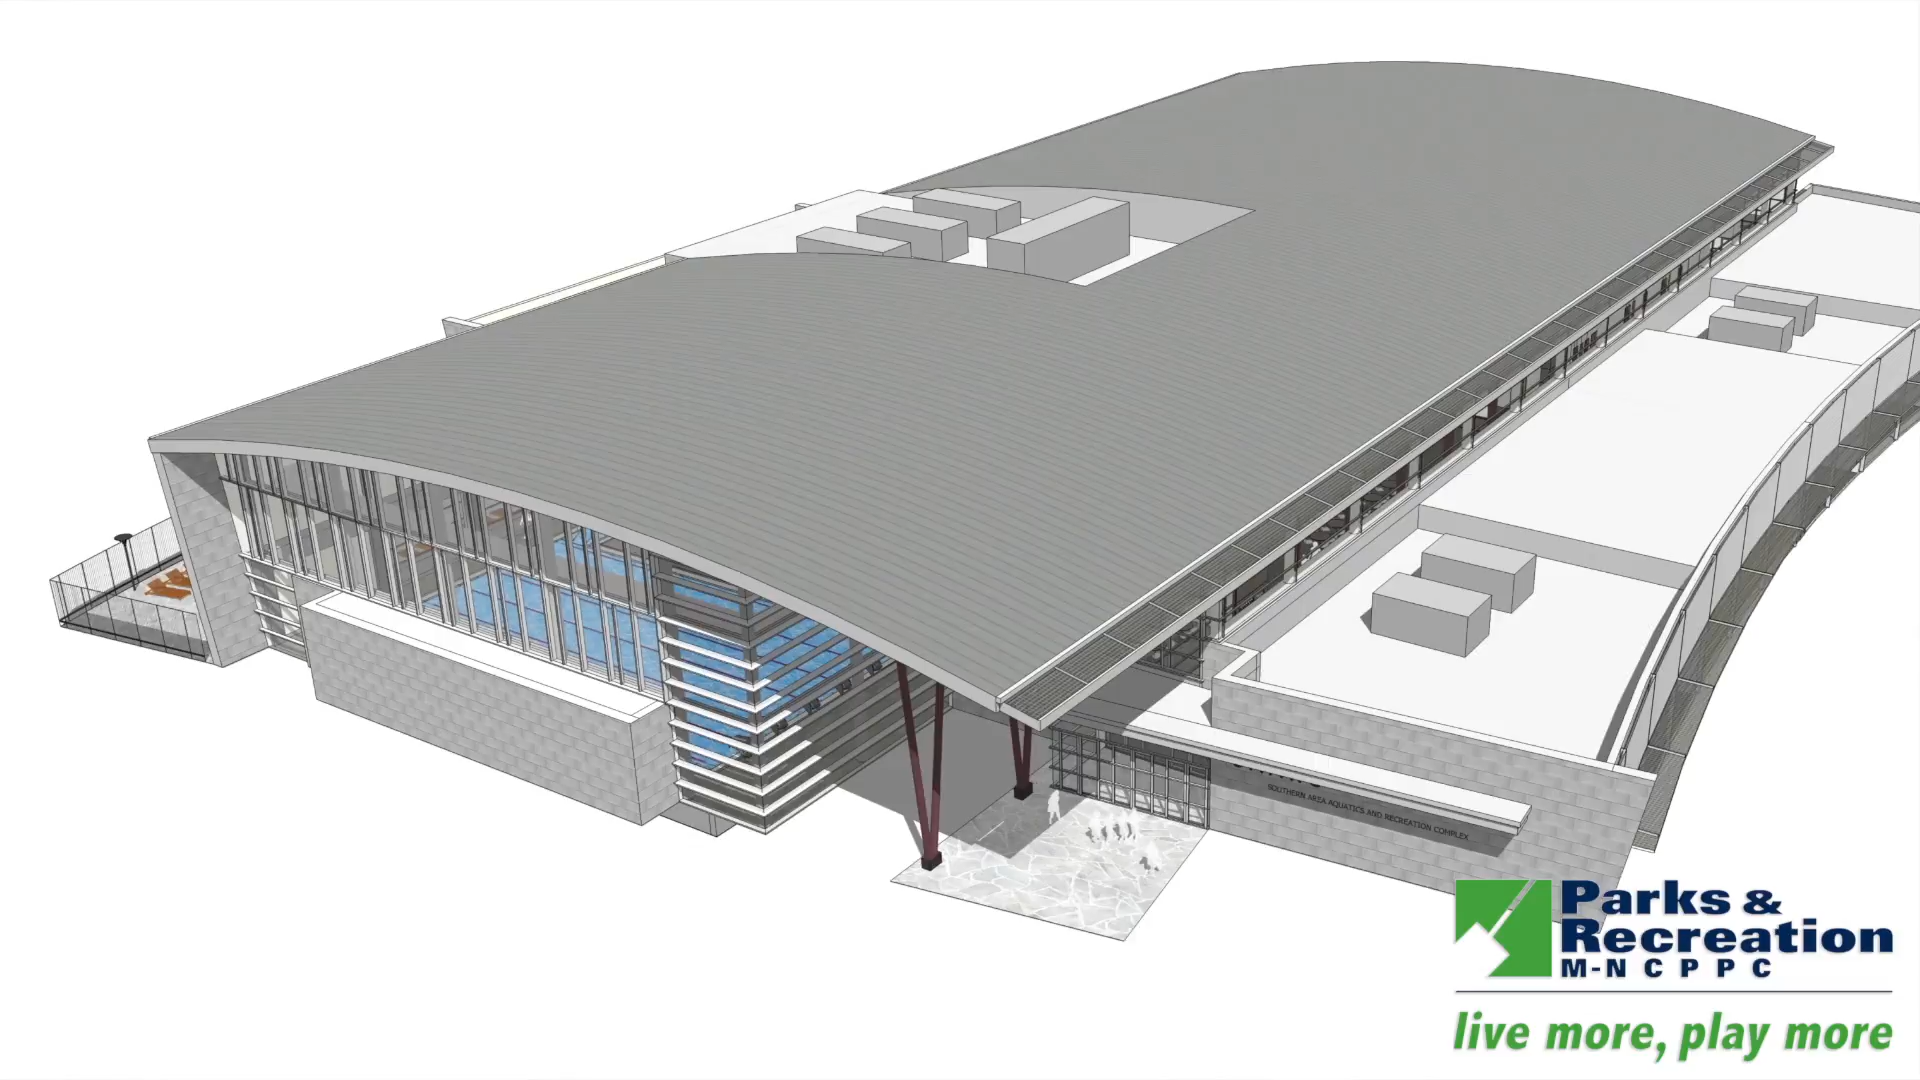 SOUTHERN AREA AQUATICS AND RECREATION COMPLEX
Parks &
Recreation
M-NCPPC
live more, play more